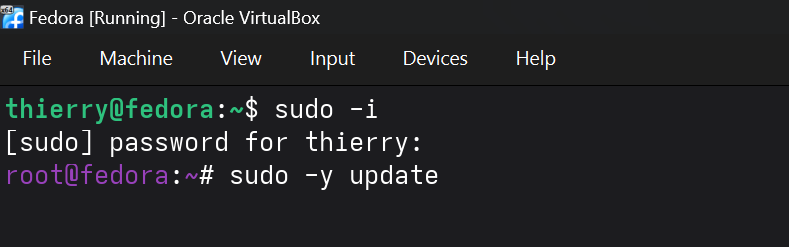 x64
Fedora [Running] - Oracle VirtualBox
File Machine View Input Devices Help
thierry@fedora:~$ sudo -i
[sudo] password for thierry:
root@fedora:~# sudo -y update